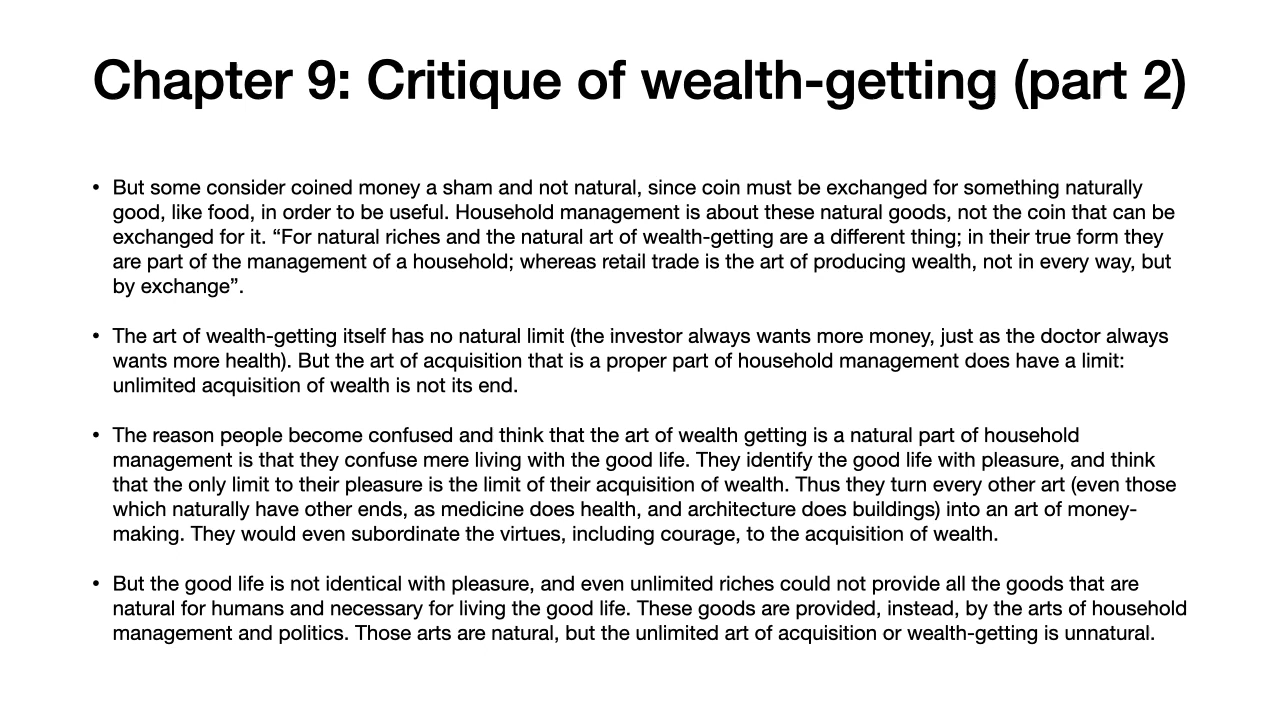 Chapter 9: Critique of wealth-getting (part 2)
• But some consider coined money a sham and not natural, since coin must be exchanged for something naturally
good, like food, in order to be useful. Household management is about these natural goods, not the coin that can be
exchanged for it. “For natural riches and the natural art of wealth-getting are a different thing; in their true form they
are part of the management of a household; whereas retail trade is the art of producing wealth, not in every way, but
by exchange”.
• The art of wealth-getting itself has no natural limit (the investor always wants more money, just as the doctor always
wants more health). But the art of acquisition that is a proper part of household management does have a limit:
unlimited acquisition of wealth is not its end.
• The reason people become confused and think that the art of wealth getting is a natural part of household
management is that they confuse mere living with the good life. They identify the good life with pleasure, and think
that the only limit to their pleasure is the limit of their acquisition of wealth. Thus they turn every other art (even those
which naturally have other ends, as medicine does health, and architecture does buildings) into an art of money-
making. They would even subordinate the virtues, including courage, to the acquisition of wealth.
• But the good life is not identical with pleasure, and even unlimited riches could not provide all the goods that are
natural for humans and necessary for living the good life. These goods are provided, instead, by the arts of household
management and politics. Those arts are natural, but the unlimited art of acquisition or wealth-getting is unnatural.